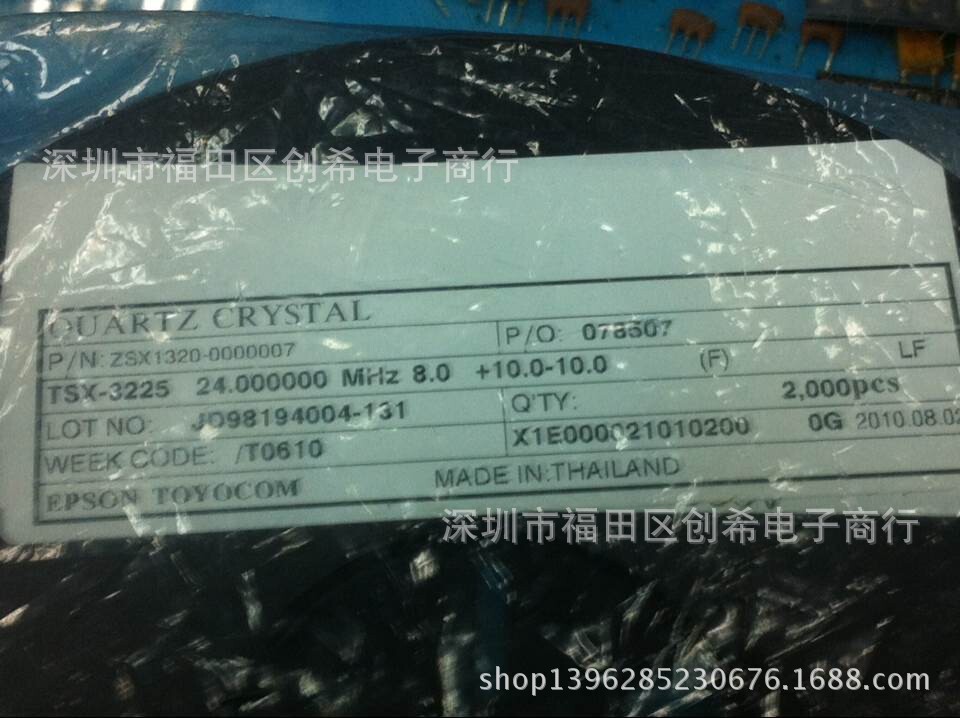 深圳市福田区创希电子商行
QUARTZ CRYSTAL
P/N: ZSX1320-0000007 P/O: 078507
TSX-3225 24.000000 MHz 8.0 +10.0-10.0 (F) LF
LOT NO: JO98194004-131 Q'TY: 2,000pcs
WEEK CODE: /T0610 X1E000021010200 0G 2010.08.02
EPSON TOYOCOM MADE IN:THAILAND
深圳市福田区创希电子商行
shop1396285230676.1688.com